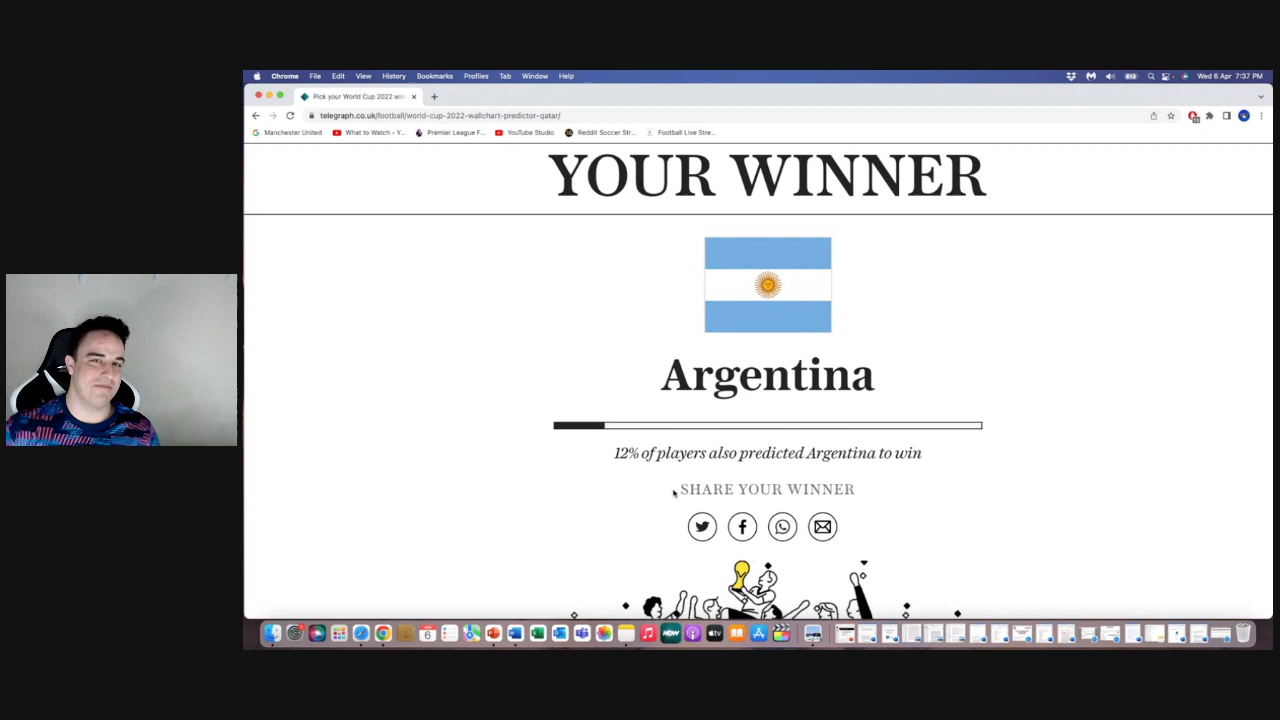 Chrome File Edit View History Bookmarks Profiles Tab Window Help Wed 6 Apr 7:37 PM
Pick your World Cup 2022 win
telegraph.co.uk/football/world-cup-2022-wallchart-predictor-qatar/
Manchester United What to Watch - Y... Premier League F... YouTube Studio Reddit Soccer Str... Football Live Stre...
YOUR WINNER
Argentina
12% of players also predicted Argentina to win
SHARE YOUR WINNER
6 NOW tv